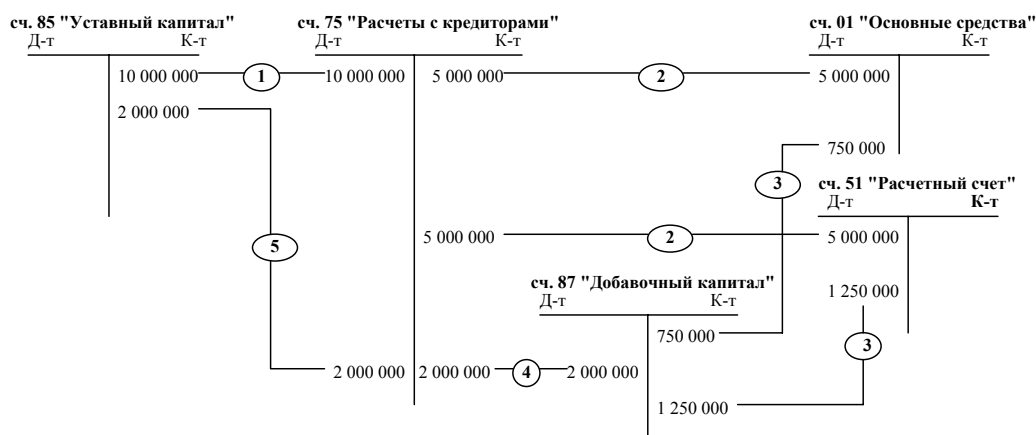 сч. 85 "Уставный капитал" сч. 75 "Расчеты с кредиторами" сч. 01 "Основные средства"
Д-т К-т Д-т К-т Д-т К-т
10 000 000 1 10 000 000 5 000 000 2 5 000 000
2 000 000
750 000
3 сч. 51 "Расчетный счет"
Д-т К-т
5 5 000 000 2 5 000 000
сч. 87 "Добавочный капитал"
Д-т К-т 1 250 000
750 000
3
2 000 000 2 000 000 4 2 000 000
1 250 000